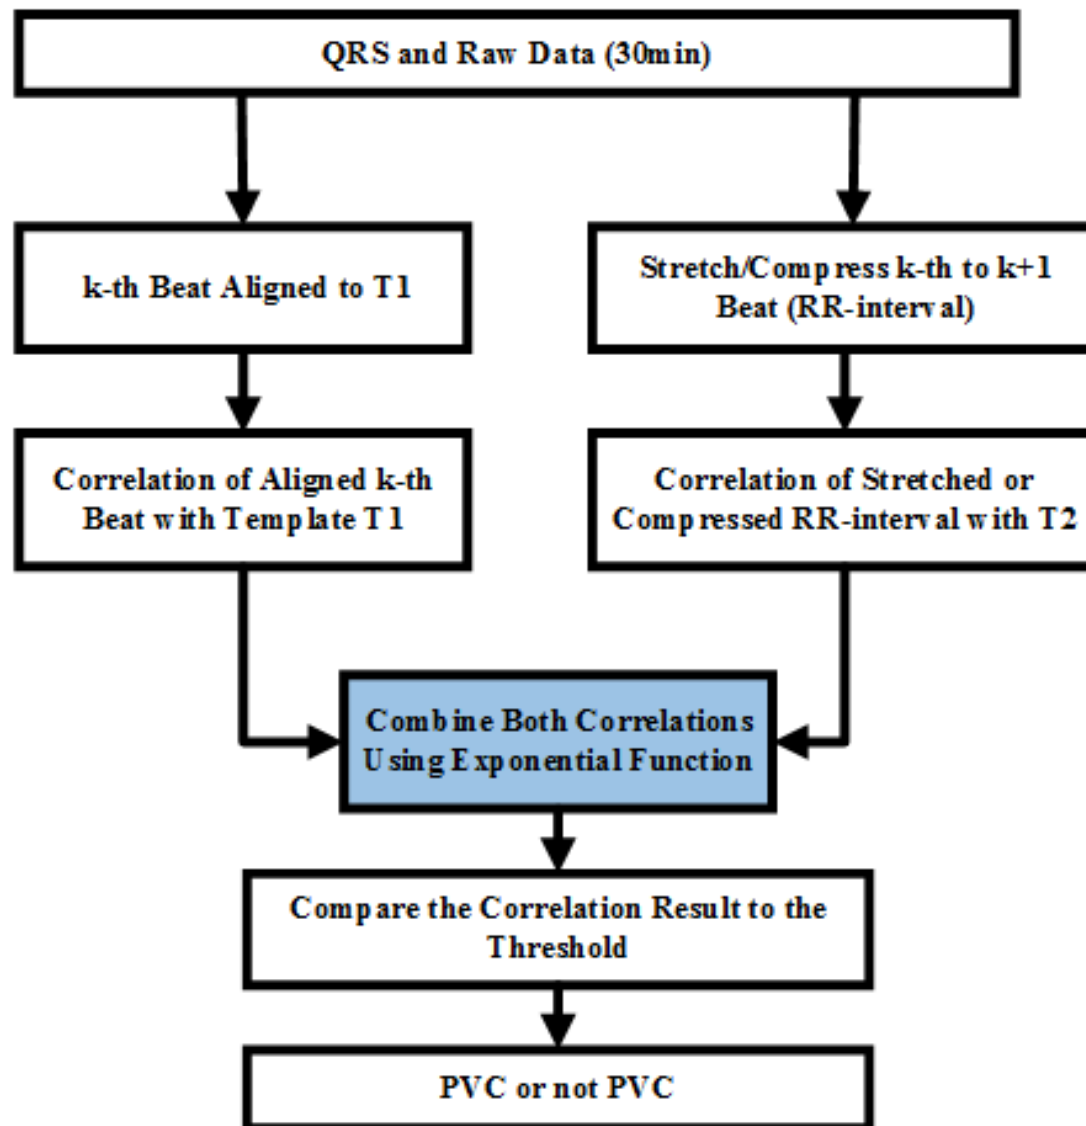 QRS and Raw Data (30min)
k-th Beat Aligned to T1
Stretch/Compress k-th to k+1
Beat (RR-interval)
Correlation of Aligned k-th
Beat with Template T1
Correlation of Stretched or
Compressed RR-interval with T2
Combine Both Correlations
Using Exponential Function
Compare the Correlation Result to the
Threshold
PVC or not PVC